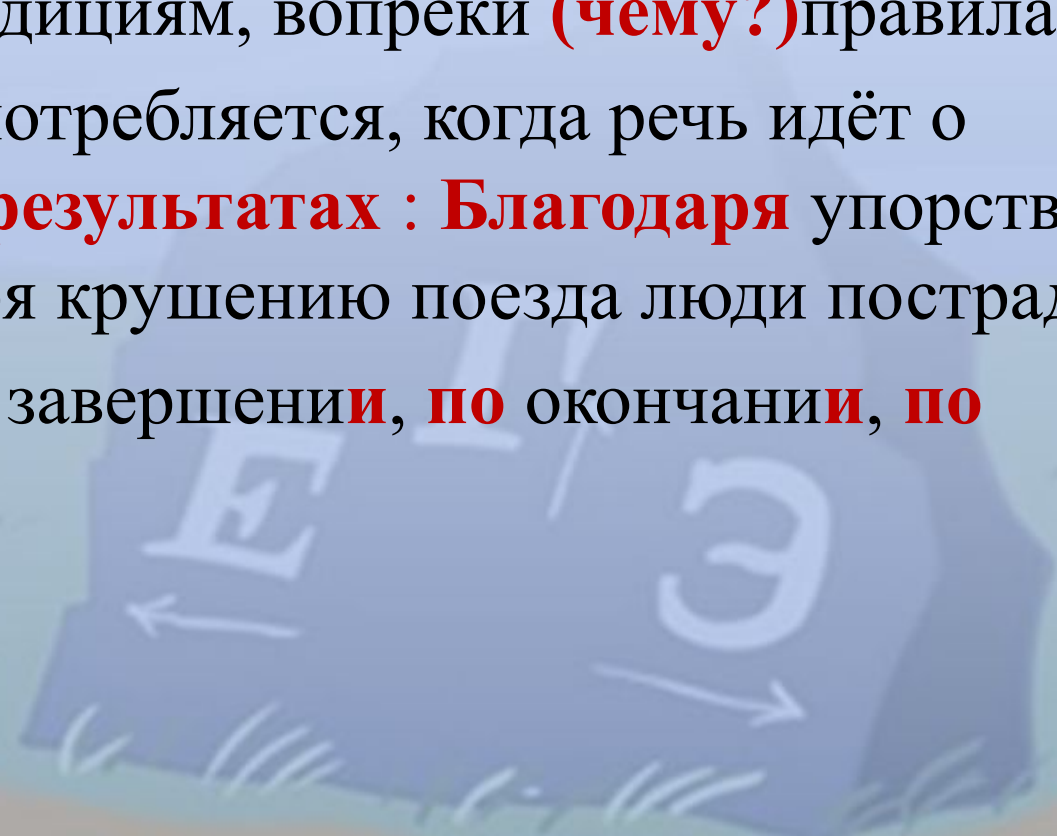 дициям, вопреки (чему?)правила
отребляется, когда речь идёт о
результатах : Благодаря упорств
я крушению поезда люди пострад
завершении, по окончании, по
Г
Е Э